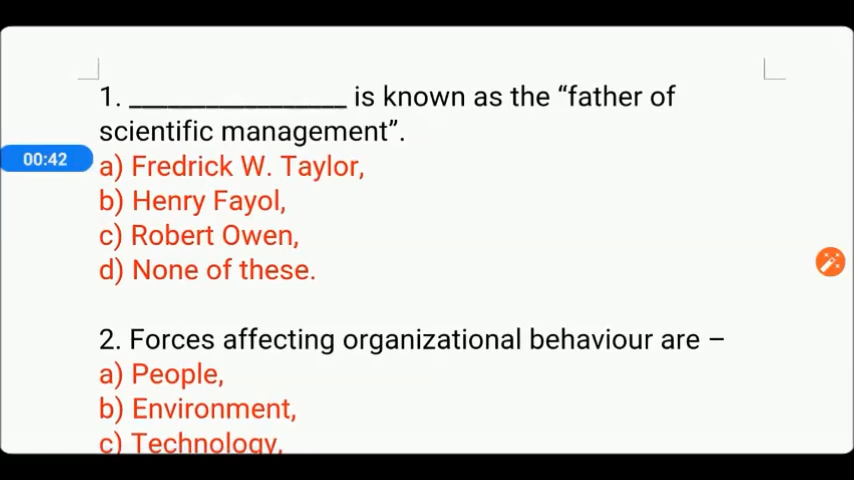 1. _________________ is known as the “father of
scientific management”.
00:42
a) Fredrick W. Taylor,
b) Henry Fayol,
c) Robert Owen,
d) None of these.
2. Forces affecting organizational behaviour are –
a) People,
b) Environment,
c) Technology,